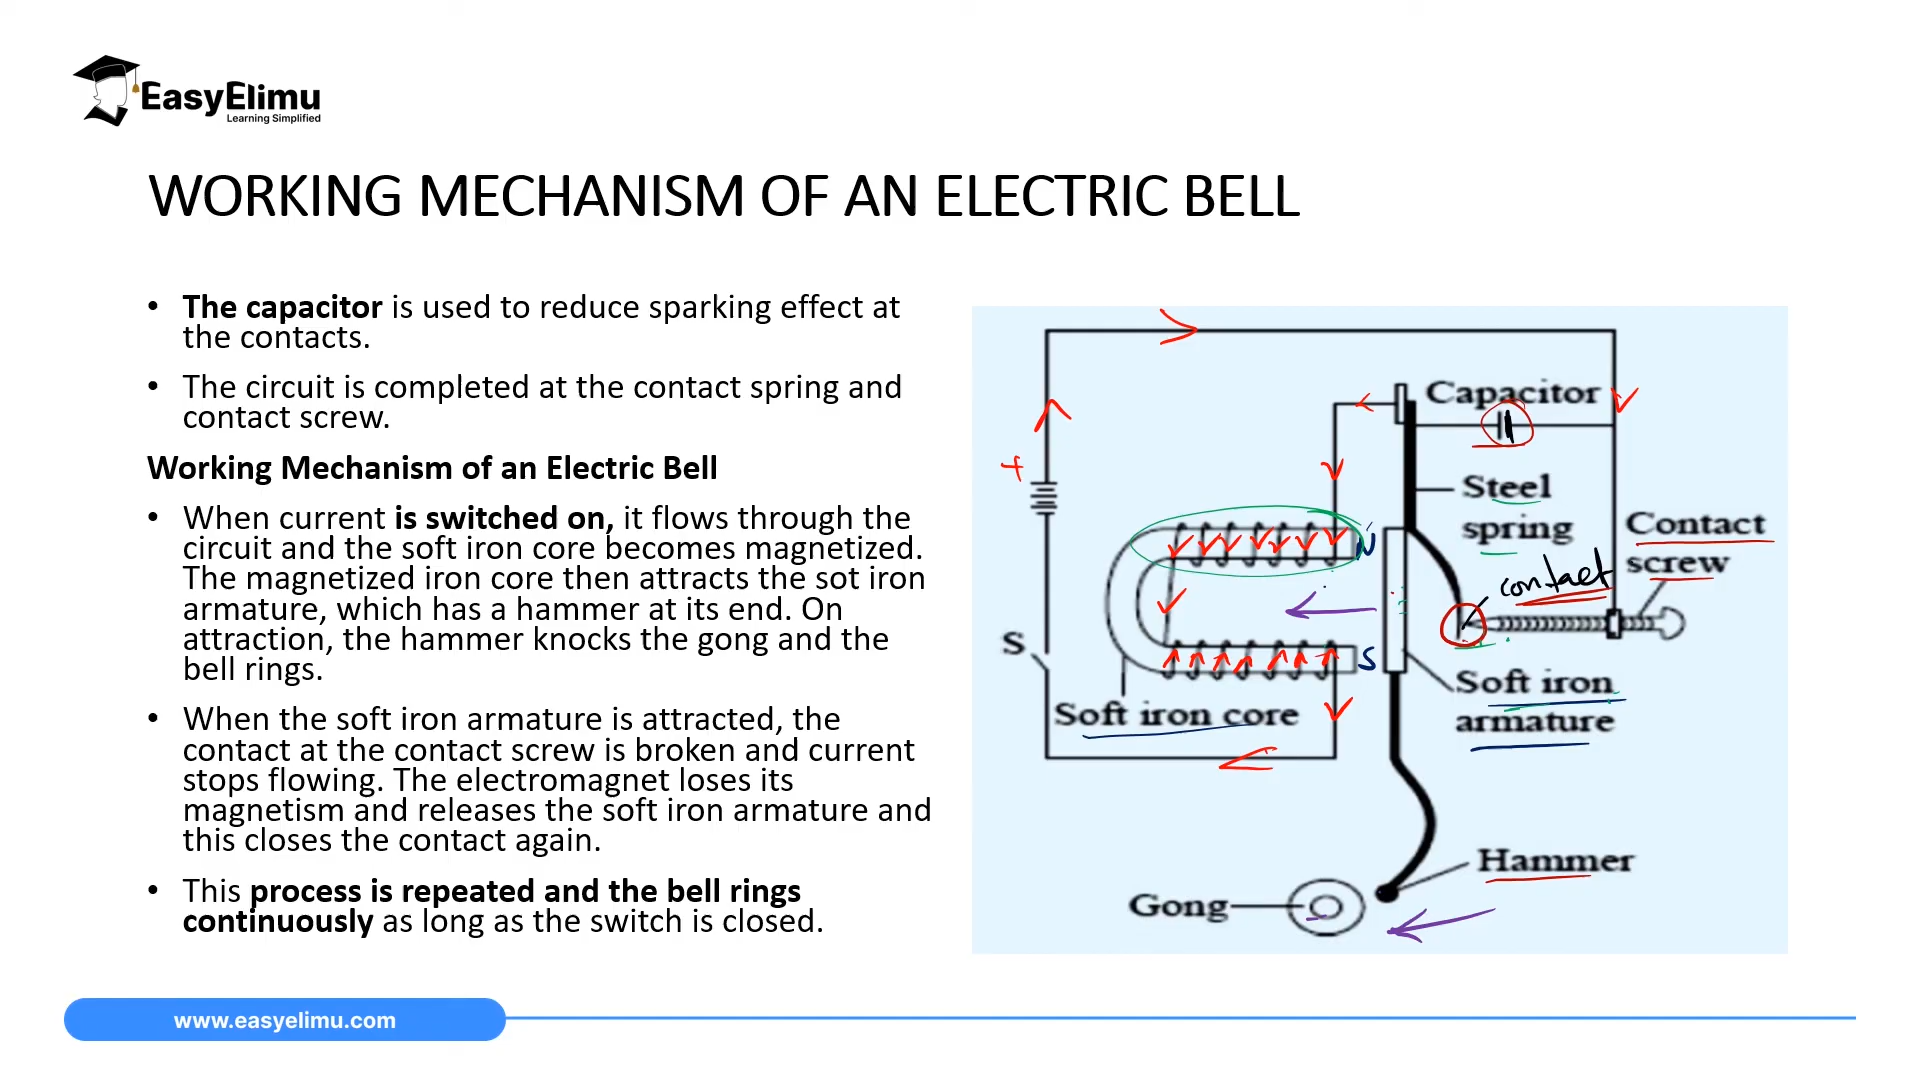 EasyElimu
Learning Simplified
WORKING MECHANISM OF AN ELECTRIC BELL
• The capacitor is used to reduce sparking effect at
the contacts.
• The circuit is completed at the contact spring and
contact screw.
Working Mechanism of an Electric Bell
• When current is switched on, it flows through the
circuit and the soft iron core becomes magnetized.
The magnetized iron core then attracts the sot iron
armature, which has a hammer at its end. On
attraction, the hammer knocks the gong and the
bell rings.
• When the soft iron armature is attracted, the
contact at the contact screw is broken and current
stops flowing. The electromagnet loses its
magnetism and releases the soft iron armature and
this closes the contact again.
• This process is repeated and the bell rings
continuously as long as the switch is closed.
Capacitor
+
Steel
spring
Contact
screw
contact
N
S
S
Soft iron core
Soft iron
armature
Hammer
Gong
www.easyelimu.com